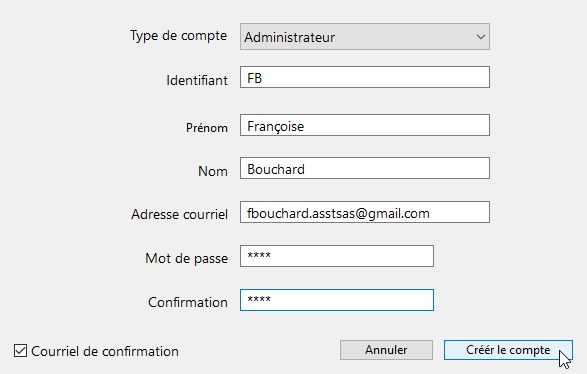 Type de compte Administrateur
Identifiant FB
Prénom Françoise
Nom Bouchard
Adresse courriel fbouchard.asstsas@gmail.com
Mot de passe ****
Confirmation ****
Courriel de confirmation Annuler Créér le compte